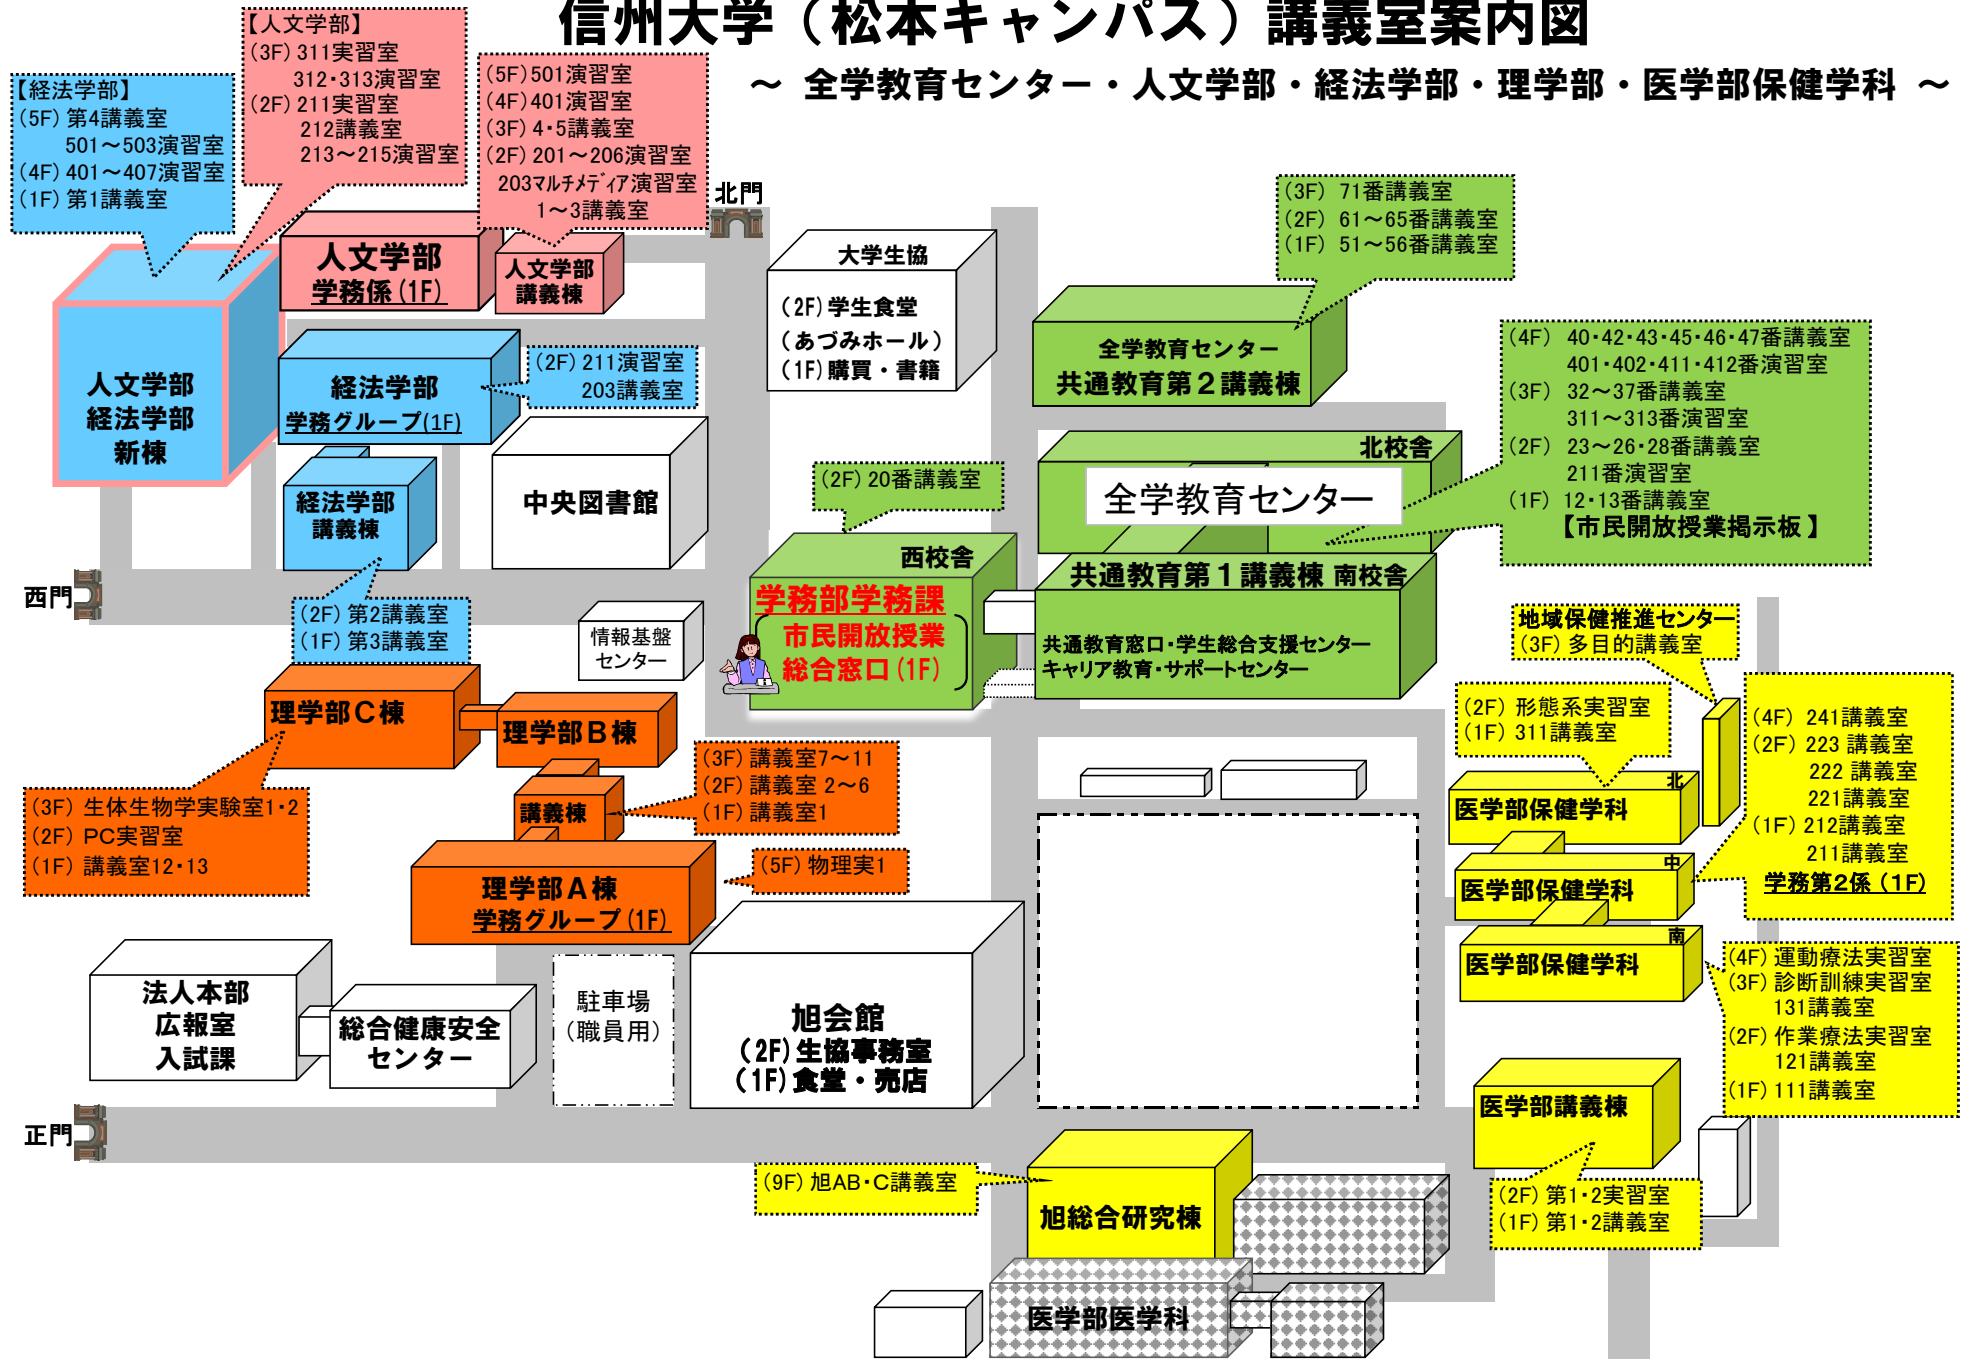 信州大学（松本キャンパス）講義室案内図
～ 全学教育センター・人文学部・経法学部・理学部・医学部保健学科 ～
【経法学部】
(5F) 第4講義室
501～503演習室
(4F) 401～407演習室
(1F) 第1講義室
【人文学部】
(3F) 311実習室
312・313演習室
(2F) 211実習室
212講義室
213～215演習室
(5F) 501演習室
(4F) 401演習室
(3F) 4・5講義室
(2F) 201～206演習室
203マルチメディア演習室
1～3講義室
北門
人文学部
学務係(1F)
人文学部
講義棟
人文学部
経法学部
新棟
経法学部
学務グループ(1F)
(2F) 211演習室
203講義室
経法学部
講義棟
(2F) 第2講義室
(1F) 第3講義室
中央図書館
大学生協
(2F) 学生食堂
(あづみホール)
(1F) 購買・書籍
(3F) 71番講義室
(2F) 61～65番講義室
(1F) 51～56番講義室
全学教育センター
共通教育第２講義棟
(4F) 40・42・43・45・46・47番講義室
401・402・411・412番演習室
(3F) 32～37番講義室
311～313番演習室
(2F) 23～26・28番講義室
211番演習室
(1F) 12・13番講義室
【市民開放授業掲示板】
北校舎
全学教育センター
(2F) 20番講義室
西校舎
学務部学務課
市民開放授業
総合窓口(1F)
共通教育第１講義棟 南校舎
共通教育窓口・学生総合支援センター
キャリア教育・サポートセンター
西門
情報基盤
センター
理学部Ｃ棟
理学部Ｂ棟
(3F) 講義室7～11
(2F) 講義室 2～6
(1F) 講義室1
講義棟
(3F) 生体生物学実験室1・2
(2F) PC実習室
(1F) 講義室12・13
(5F) 物理実1
理学部Ａ棟
学務グループ(1F)
地域保健推進センター
(3F) 多目的講義室
(2F) 形態系実習室
(1F) 311講義室
北
医学部保健学科
中
医学部保健学科
南
医学部保健学科
(4F) 241講義室
(2F) 223 講義室
222 講義室
221講義室
(1F) 212講義室
211講義室
学務第2係 (1F)
(4F) 運動療法実習室
(3F) 診断訓練実習室
131講義室
(2F) 作業療法実習室
121講義室
(1F) 111講義室
法人本部
広報室
入試課
総合健康安全
センター
駐車場
(職員用)
旭会館
(2F) 生協事務室
(1F) 食堂・売店
正門
医学部講義棟
(2F) 第1・2実習室
(1F) 第1・2講義室
(9F) 旭AB・C講義室
旭総合研究棟
医学部医学科